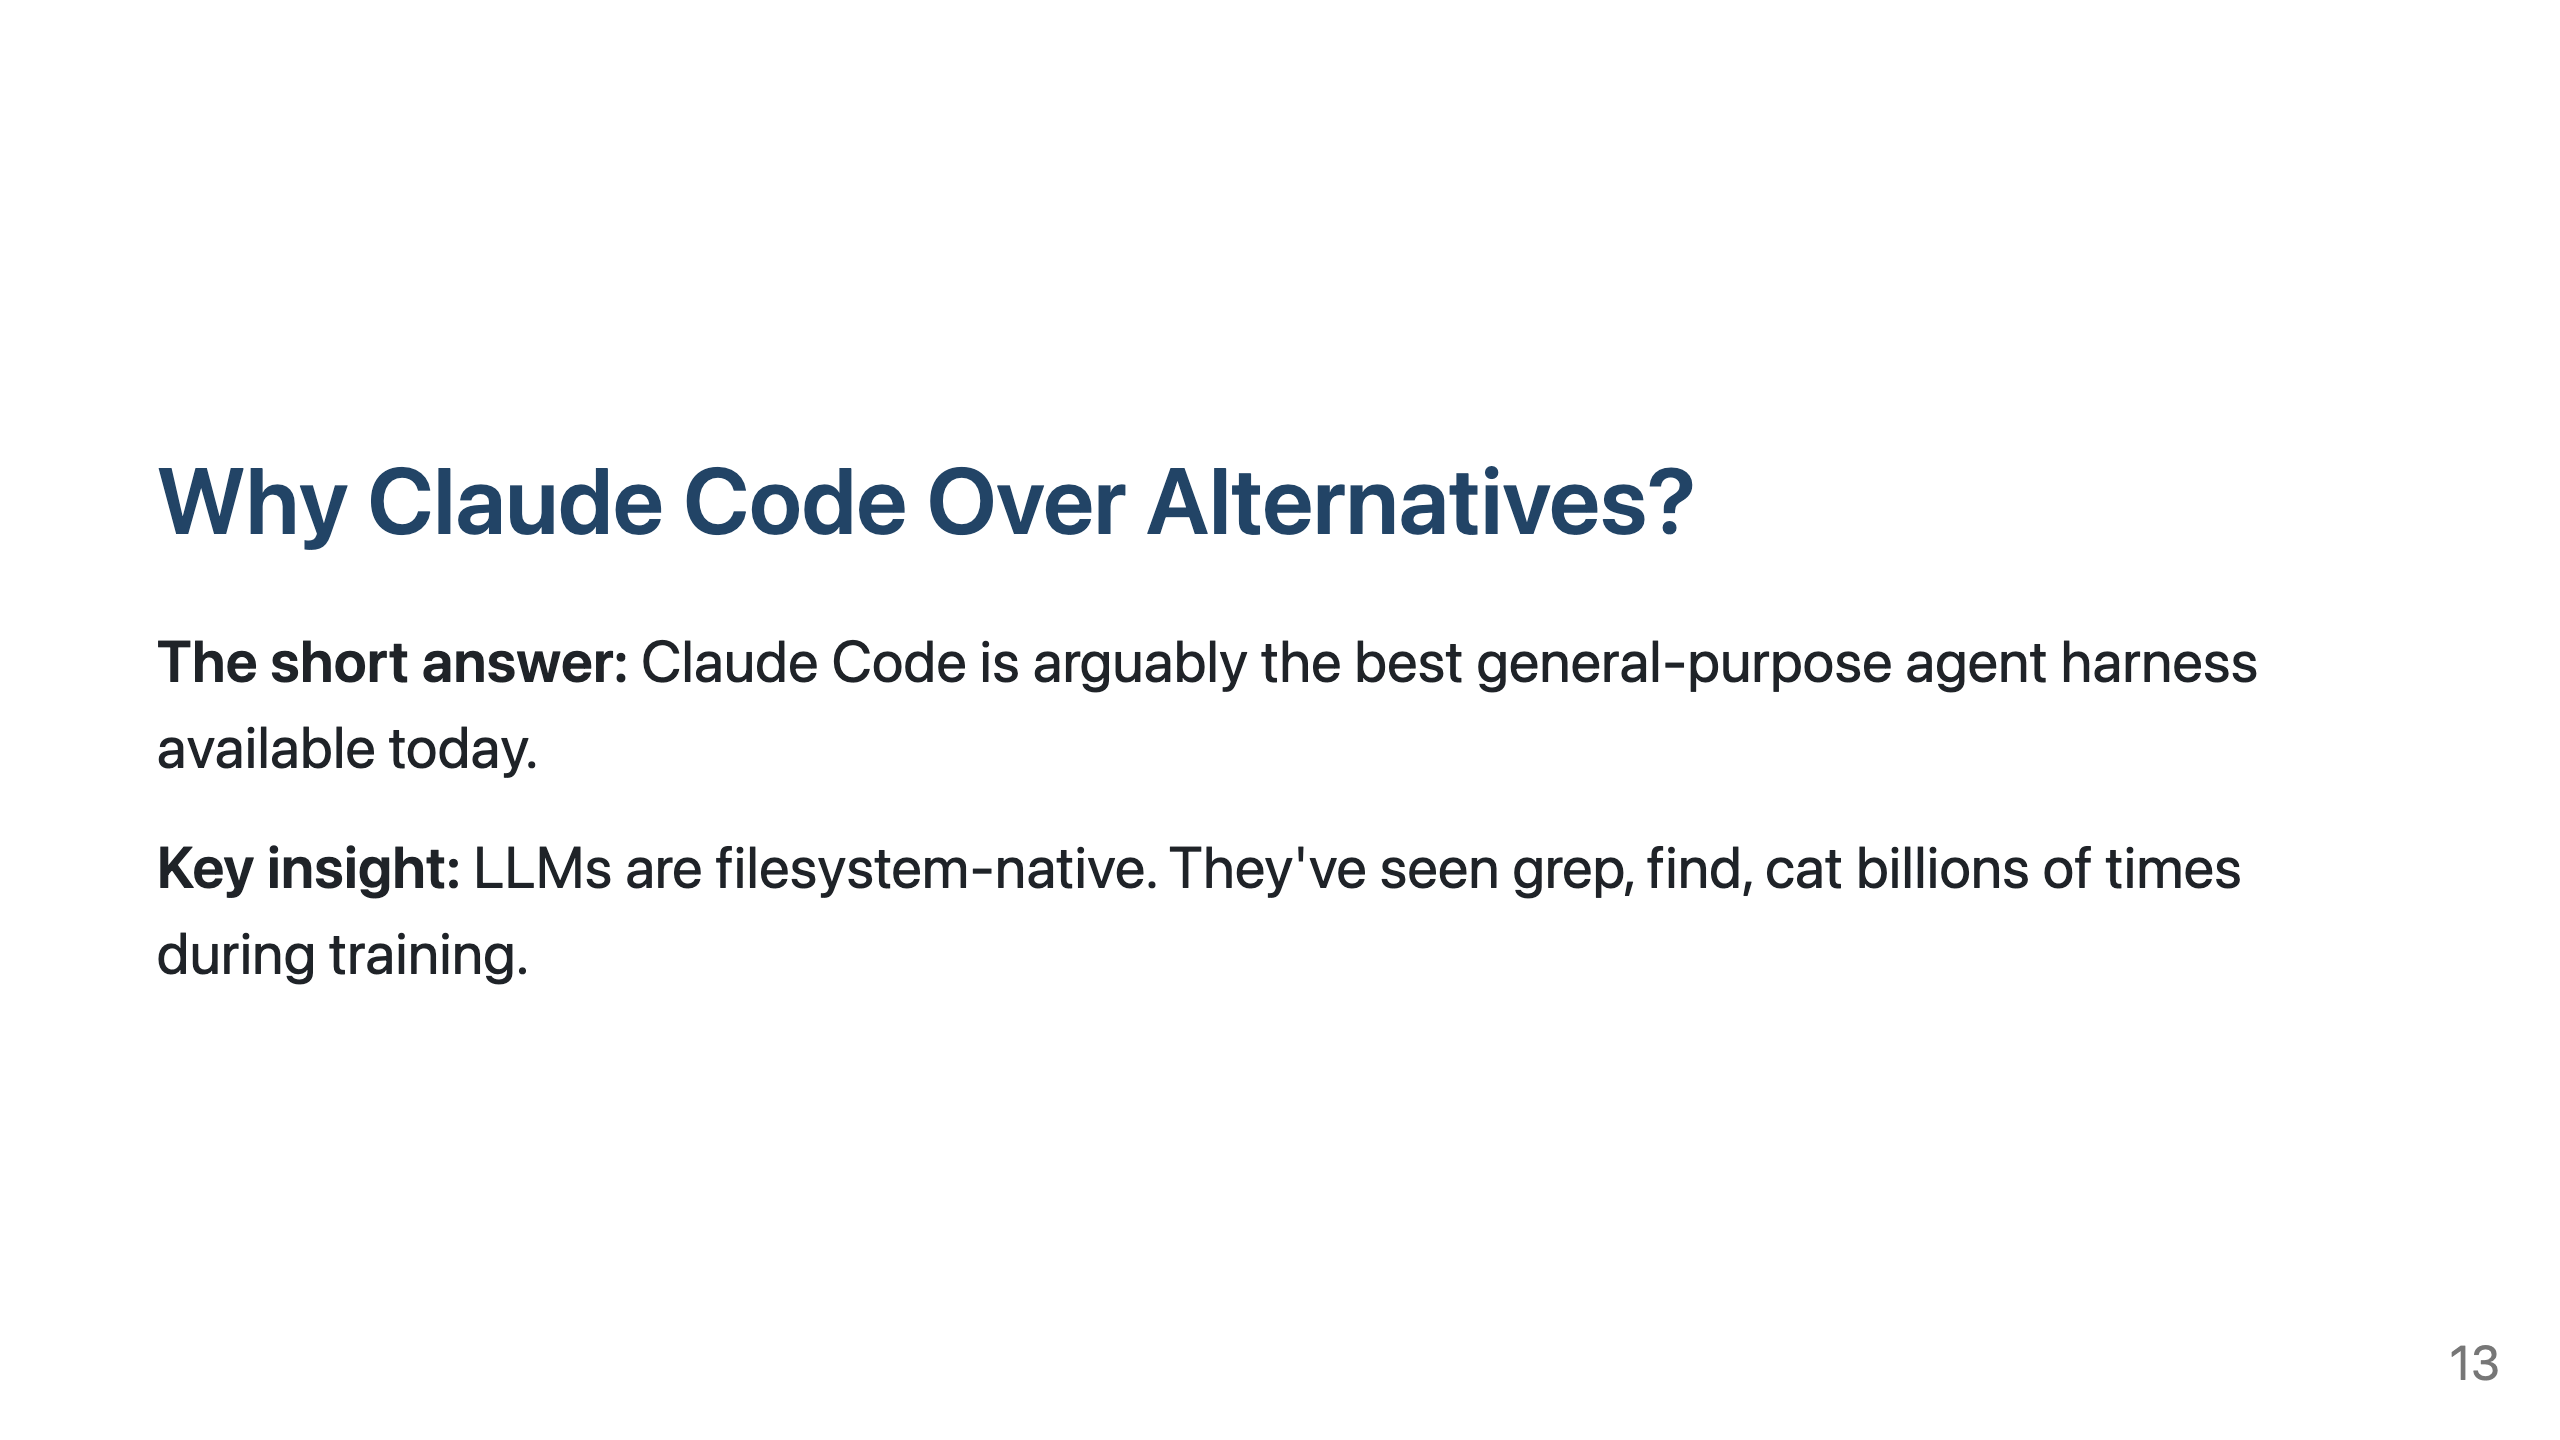 Why Claude Code Over Alternatives?
The short answer: Claude Code is arguably the best general-purpose agent harness
available today.
Key insight: LLMs are filesystem-native. They've seen grep, find, cat billions of times
during training.
13